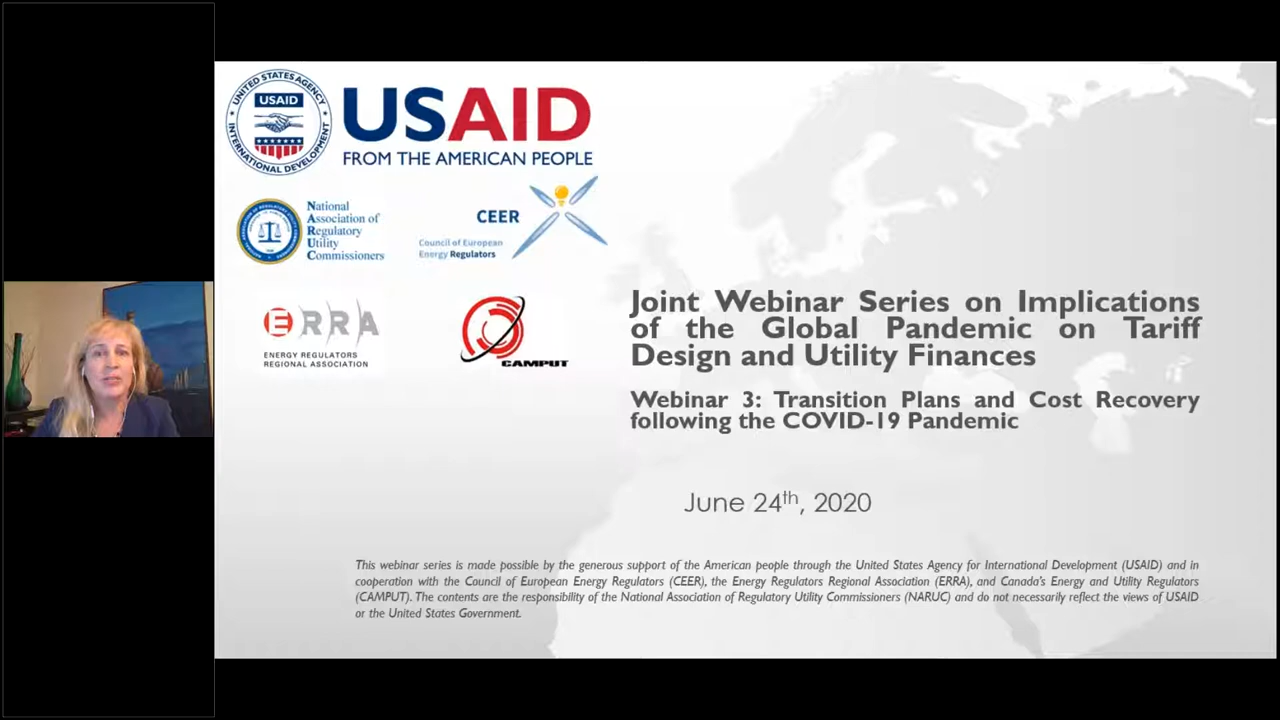 UNITED STATES AGENCY
USAID
INTERNATIONAL DEVELOPMENT
USAID
FROM THE AMERICAN PEOPLE
National
Association of
Regulatory
Utility
Commissioners
CEER
Council of European
Energy Regulators
ERRA
ENERGY REGULATORS
REGIONAL ASSOCIATION
CAMPUT
Joint Webinar Series on Implications
of the Global Pandemic on Tariff
Design and Utility Finances
Webinar 3: Transition Plans and Cost Recovery
following the COVID-19 Pandemic
June 24th, 2020
This webinar series is made possible by the generous support of the American people through the United States Agency for International Development (USAID) and in
cooperation with the Council of European Energy Regulators (CEER), the Energy Regulators Regional Association (ERRA), and Canada's Energy and Utility Regulators
(CAMPUT). The contents are the responsibility of the National Association of Regulatory Utility Commissioners (NARUC) and do not necessarily reflect the views of USAID
or the United States Government.